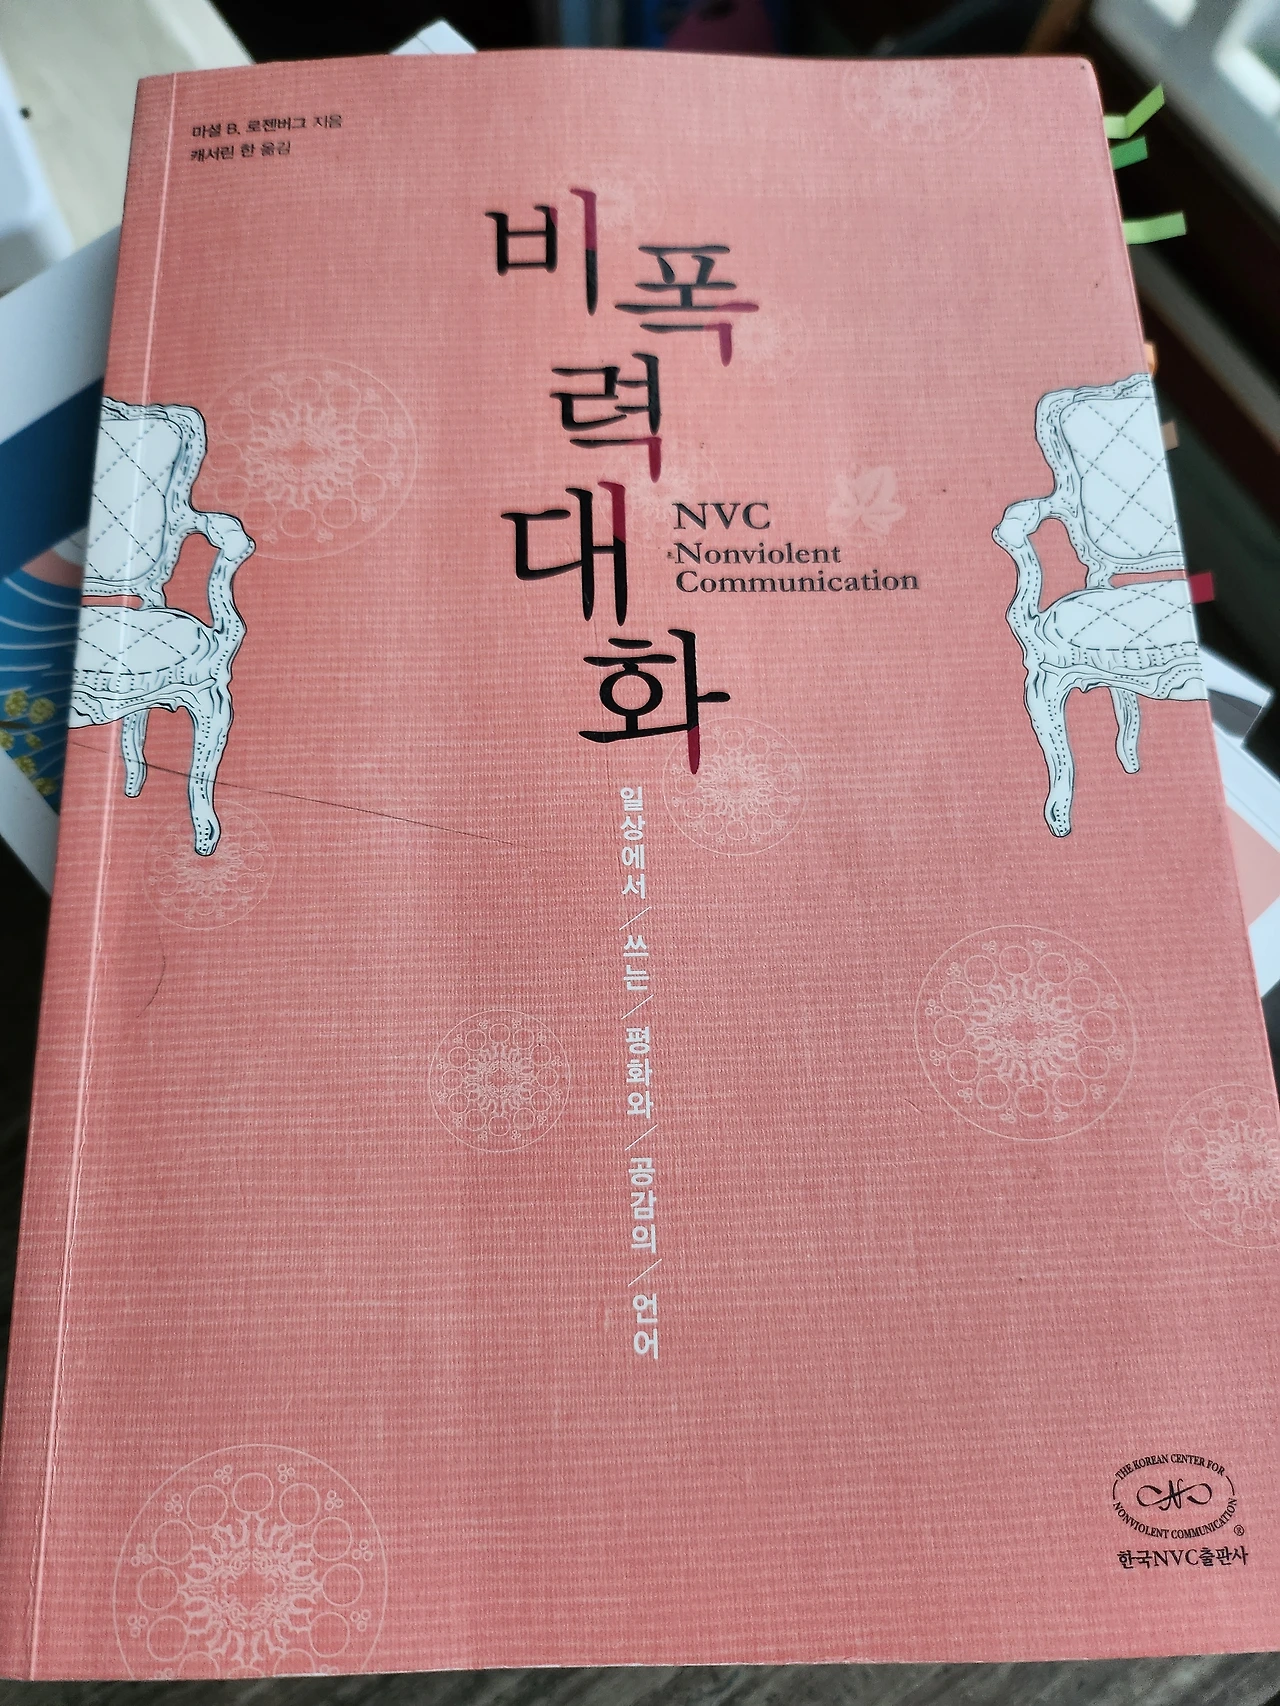 마셜 B. 로젠버그 지음
캐서린 한 옮김
비폭력대화
NVC
:Nonviolent
Communication
일상에서/쓰는/평화와/공감의/언어
THE KOREAN CENTER FOR
NONVIOLENT COMMUNICATION
®
한국NVC출판사